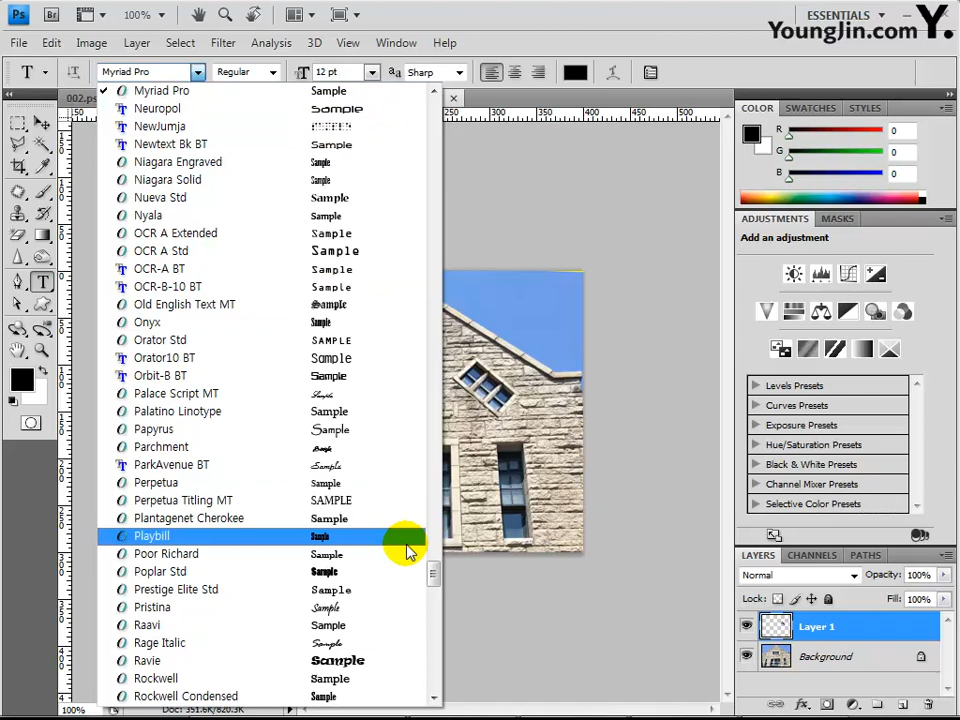 Ps Br 100% ESSENTIALS
YoungJin.com Y.
File Edit Image Layer Select Filter Analysis 3D View Window Help
T Myriad Pro Regular 12 pt aa Sharp
Myriad Pro Sample
Neuropol Sample
NewJumja
Newtext Bk BT Sample
Niagara Engraved Sample
Niagara Solid Sample
Nueva Std Sample
Nyala Sample
OCR A Extended Sample
OCR A Std Sample
OCR-A BT Sample
OCR-B-10 BT Sample
Old English Text MT Sample
Onyx Sample
Orator Std SAMPLE
Orator10 BT Sample
Orbit-B BT Sample
Palace Script MT Sample
Palatino Linotype Sample
Papyrus Sample
Parchment
ParkAvenue BT Sample
Perpetua Sample
Perpetua Titling MT SAMPLE
Plantagenet Cherokee Sample
Playbill Sample
Poor Richard Sample
Poplar Std Sample
Prestige Elite Std Sample
Pristina Sample
Raavi Sample
Rage Italic Sample
Ravie Sample
Rockwell Sample
Rockwell Condensed Sample
002.ps
150
250 300 350 400 450 500 550
100% Doc: 351.6K/820.3K
COLOR SWATCHES STYLES
R 0
G 0
B 0
ADJUSTMENTS MASKS
Add an adjustment
Levels Presets
Curves Presets
Exposure Presets
Hue/Saturation Presets
Black & White Presets
Channel Mixer Presets
Selective Color Presets
LAYERS CHANNELS PATHS
Normal Opacity: 100%
Lock: Fill: 100%
Layer 1
Background